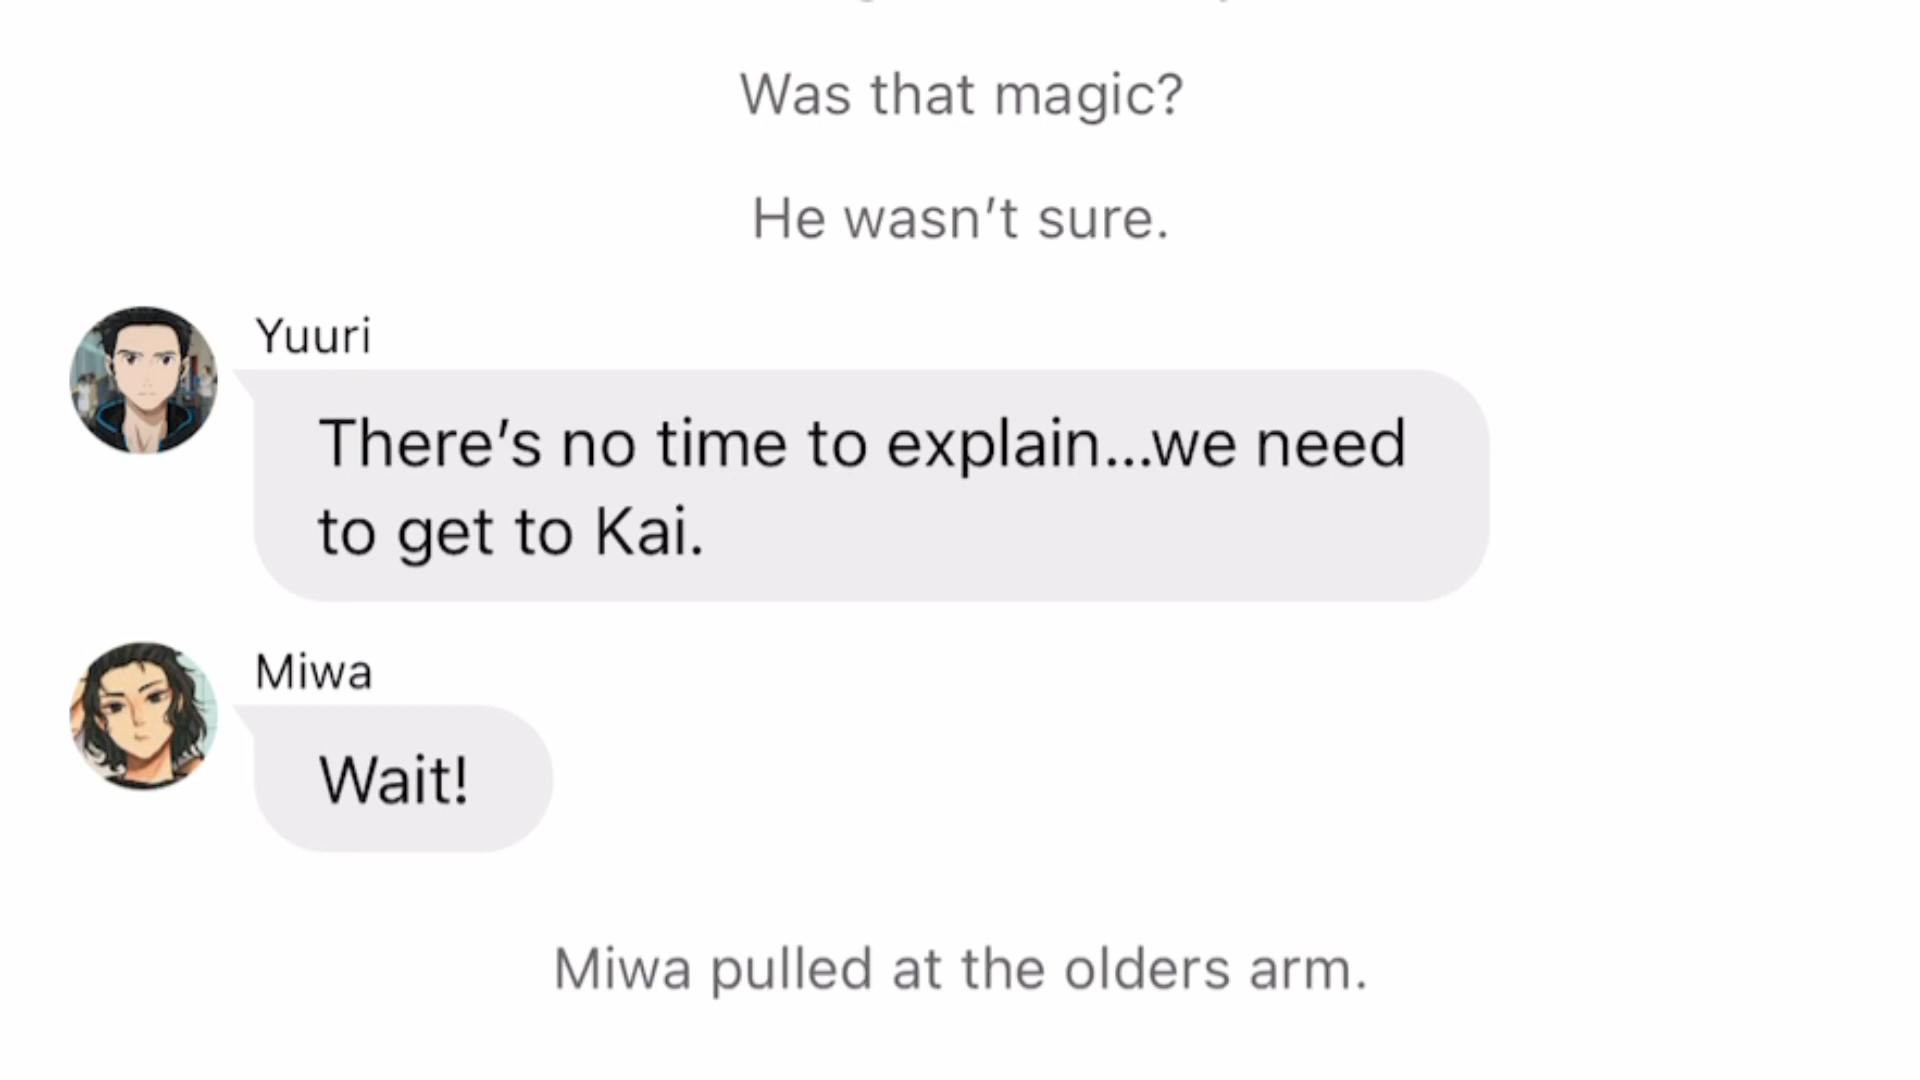 Was that magic?
He wasn’t sure.
Yuuri
There’s no time to explain...we need
to get to Kai.
Miwa
Wait!
Miwa pulled at the olders arm.